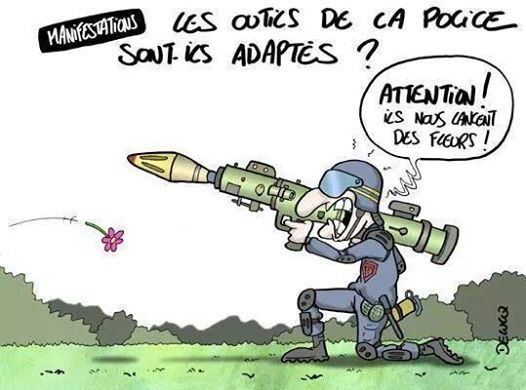 MANIFESTATIONS
LES OUTILS DE LA POLICE
SONT-ILS ADAPTÉS ?
ATTENTION !
ILS NOUS LANCENT
DES FLEURS !